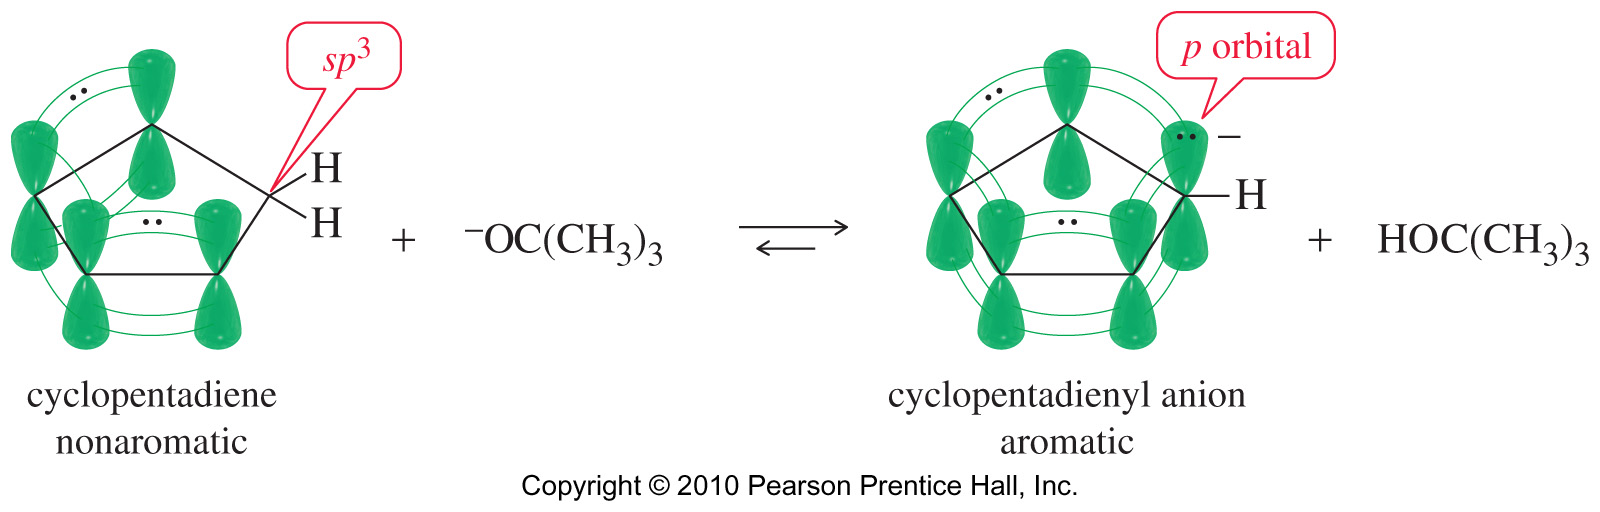 sp³
H
H
+
⁻OC(CH₃)₃
p orbital
−
H
+
HOC(CH₃)₃
cyclopentadiene
nonaromatic
cyclopentadienyl anion
aromatic
Copyright © 2010 Pearson Prentice Hall, Inc.